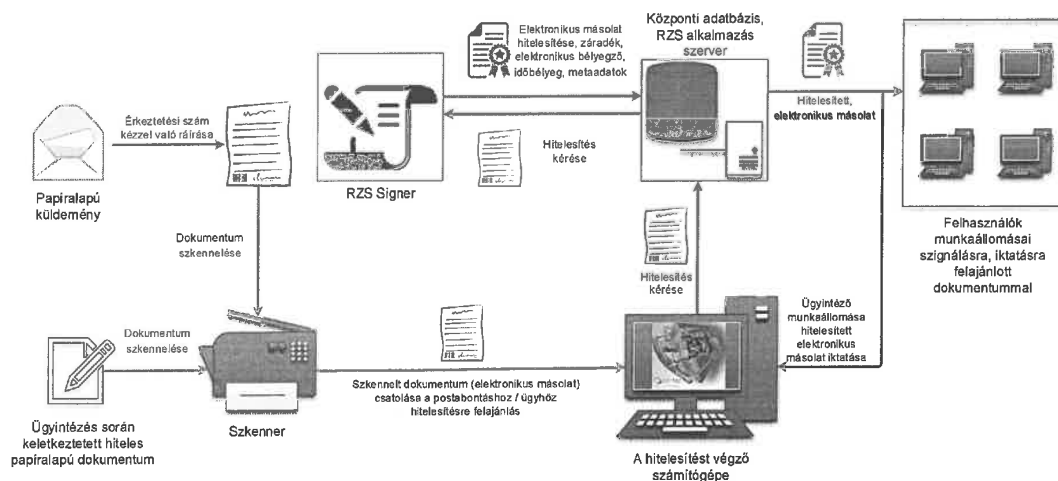 Elektronikus másolat
hitelesítése, záradék,
elektronikus bélyegző,
időbélyeg, metaadatok
Központi adatbázis,
RZS alkalmazás
szerver
Érkeztetési szám
kézzel való ráírása
Hitelesített,
elektronikus másolat
Hitelesítés
kérése
Papíralapú
küldemény
RZS Signer
Felhasználók
munkaállomásai
szignálásra, iktatásra
felajánlott
dokumentummal
Dokumentum
szkennelése
Hitelesítés
kérése
Ügyintéző
munkaállomása
hitelesített
elektronikus
másolat iktatása
Dokumentum
szkennelése
Szkennelt dokumentum (elektronikus másolat)
csatolása a postabontáshoz / ügyhöz
hitelesítésre felajánlás
Szkenner
Ügyintézés során
keletkeztetett hiteles
papíralapú dokumentum
A hitelesítést végző
számítógépe